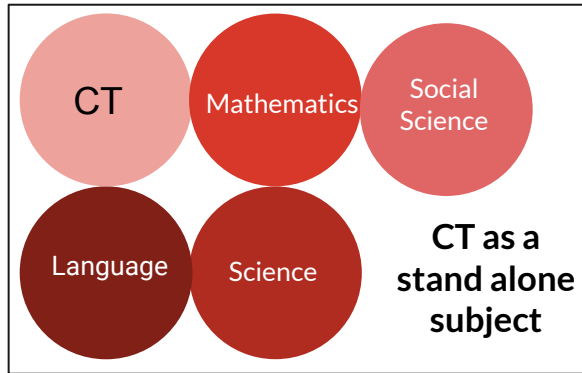 CT
Mathematics
Social
Science
Language
Science
CT as a
stand alone
subject